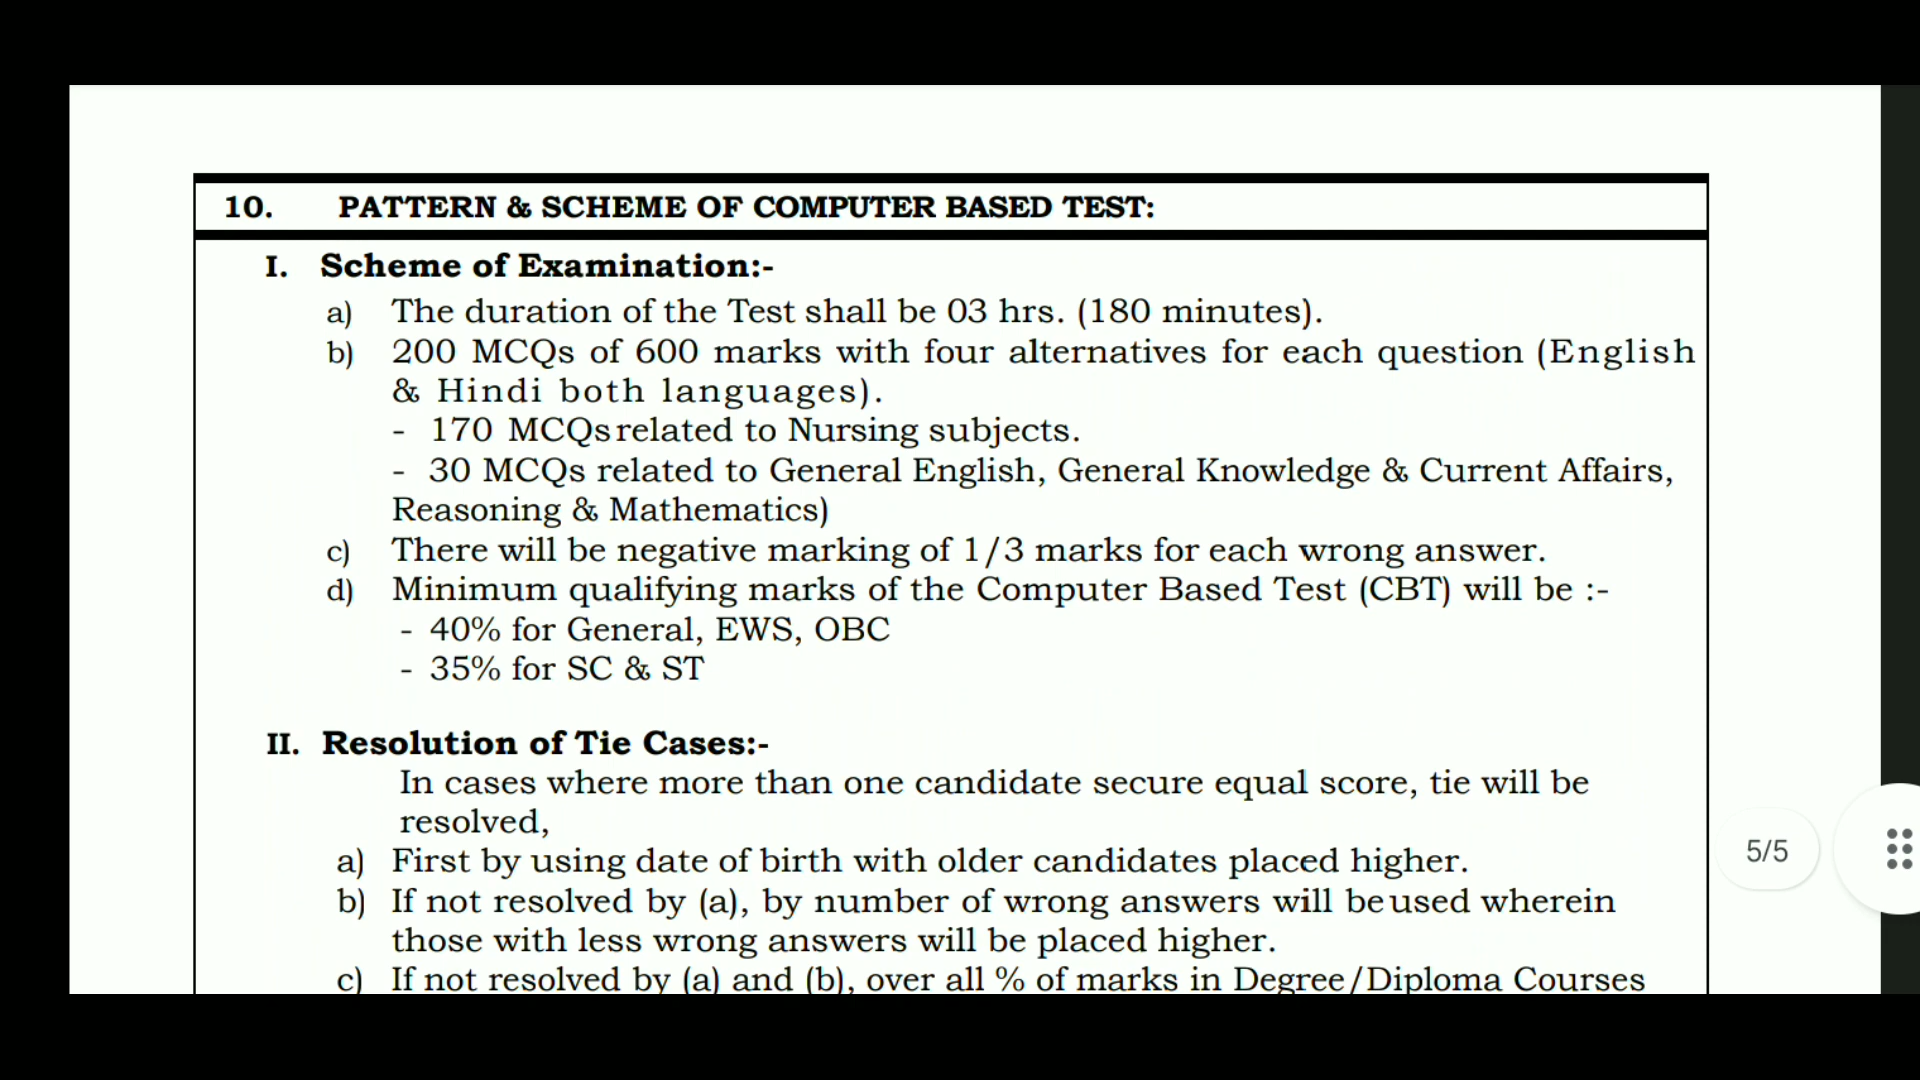 10. PATTERN & SCHEME OF COMPUTER BASED TEST:
I. Scheme of Examination:-
a) The duration of the Test shall be 03 hrs. (180 minutes).
b) 200 MCQs of 600 marks with four alternatives for each question (English
& Hindi both languages).
- 170 MCQs related to Nursing subjects.
- 30 MCQs related to General English, General Knowledge & Current Affairs,
Reasoning & Mathematics)
c) There will be negative marking of 1/3 marks for each wrong answer.
d) Minimum qualifying marks of the Computer Based Test (CBT) will be :-
- 40% for General, EWS, OBC
- 35% for SC & ST
II. Resolution of Tie Cases:-
In cases where more than one candidate secure equal score, tie will be
resolved,
a) First by using date of birth with older candidates placed higher.
b) If not resolved by (a), by number of wrong answers will be used wherein
those with less wrong answers will be placed higher.
c) If not resolved by (a) and (b), over all % of marks in Degree/Diploma Courses
5/5